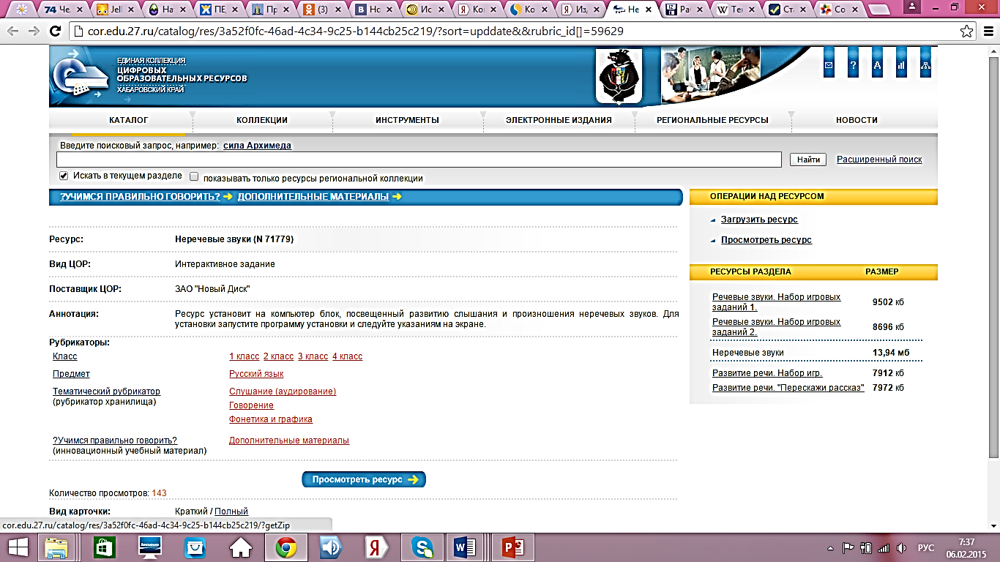 74 Че
Jell
На
ПЕ,
Пр
(3)
Но
Ис
Ко
Из,
Не
Раб
Те
Ста
Со
cor.edu.27.ru/catalog/res/3a52f0fc-46ad-4c34-9c25-b144cb25c219/?sort=upddate&&rubric_id[]=59629
ЕДИНАЯ КОЛЛЕКЦИЯ
ЦИФРОВЫХ
ОБРАЗОВАТЕЛЬНЫХ РЕСУРСОВ
ХАБАРОВСКИЙ КРАЙ
КАТАЛОГ КОЛЛЕКЦИИ ИНСТРУМЕНТЫ ЭЛЕКТРОННЫЕ ИЗДАНИЯ РЕГИОНАЛЬНЫЕ РЕСУРСЫ НОВОСТИ
Введите поисковый запрос, например: сила Архимеда
Найти Расширенный поиск
Искать в текущем разделе показывать только ресурсы региональной коллекции
?УЧИМСЯ ПРАВИЛЬНО ГОВОРИТЬ? ДОПОЛНИТЕЛЬНЫЕ МАТЕРИАЛЫ
Ресурс: Неречевые звуки (N 71779)
Вид ЦОР: Интерактивное задание
Поставщик ЦОР: ЗАО "Новый Диск"
Аннотация: Ресурс установит на компьютер блок, посвещенный развитию слышания и произношения неречевых звуков. Для
установки запустите программу установки и следуйте указаниям на экране.
Рубрикаторы:
Класс 1 класс 2 класс 3 класс 4 класс
Предмет Русский язык
Тематический рубрикатор Слушание (аудирование)
(рубрикатор хранилища)
Говорение
Фонетика и графика
?Учимся правильно говорить? Дополнительные материалы
(инновационный учебный материал)
Просмотреть ресурс
Количество просмотров: 143
Вид карточки: Краткий / Полный
ОПЕРАЦИИ НАД РЕСУРСОМ
Загрузить ресурс
Просмотреть ресурс
РЕСУРСЫ РАЗДЕЛА РАЗМЕР
Речевые звуки. Набор игровых
заданий 1. 9502 кб
Речевые звуки. Набор игровых
заданий 2. 8696 кб
Неречевые звуки 13,94 мб
Развитие речи. Набор игр. 7912 кб
Развитие речи. "Перескажи рассказ" 7972 кб
cor.edu.27.ru/catalog/res/3a52f0fc-46ad-4c34-9c25-b144cb25c219/?getZip
РУС
7:37
06.02.2015